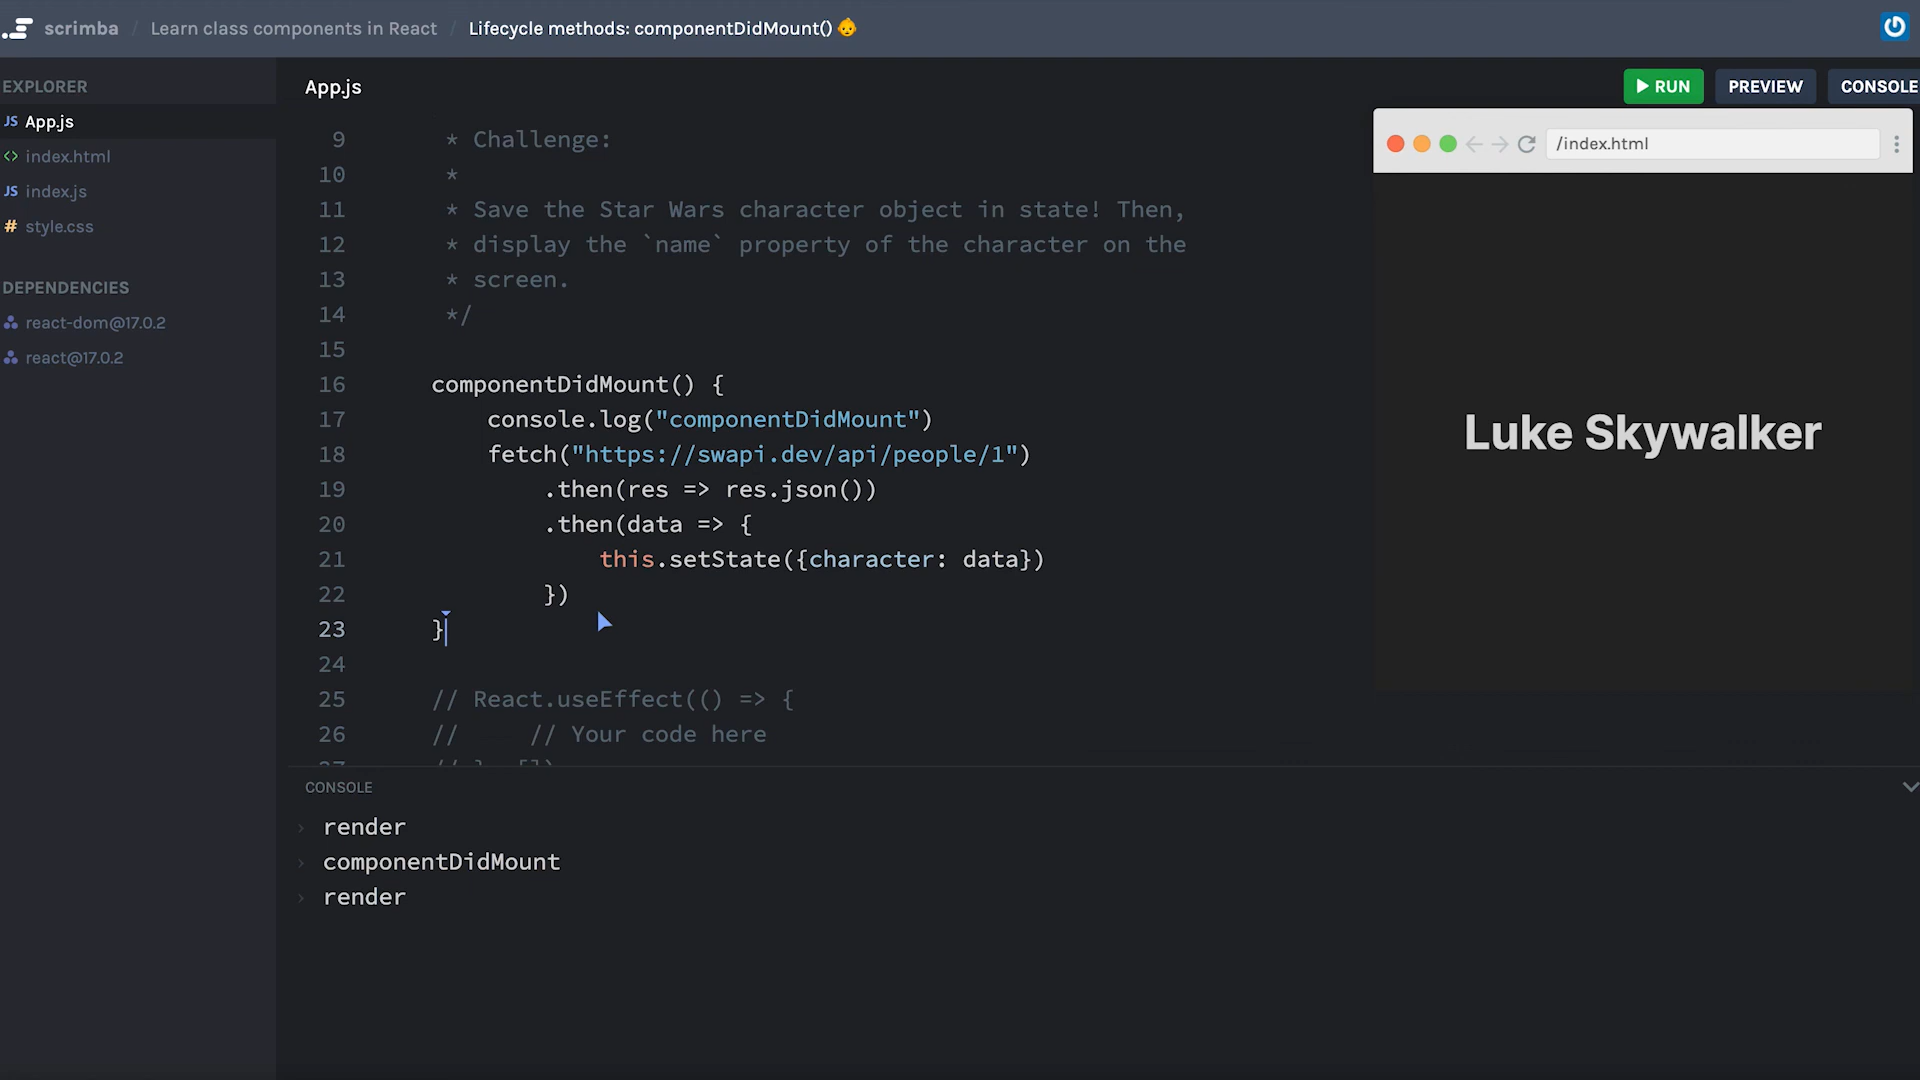 scrimba / Learn class components in React / Lifecycle methods: componentDidMount() 👶
EXPLORER
JS App.js
<> index.html
JS index.js
# style.css
DEPENDENCIES
react-dom@17.0.2
react@17.0.2
App.js
RUN PREVIEW CONSOLE
/index.html
Luke Skywalker
9 * Challenge:
10 *
11 * Save the Star Wars character object in state! Then,
12 * display the `name` property of the character on the
13 * screen.
14 */
15
16 componentDidMount() {
17 console.log("componentDidMount")
18 fetch("https://swapi.dev/api/people/1")
19 .then(res => res.json())
20 .then(data => {
21 this.setState({character: data})
22 })
23 }
24
25 // React.useEffect(() => {
26 // // Your code here
CONSOLE
› render
› componentDidMount
› render